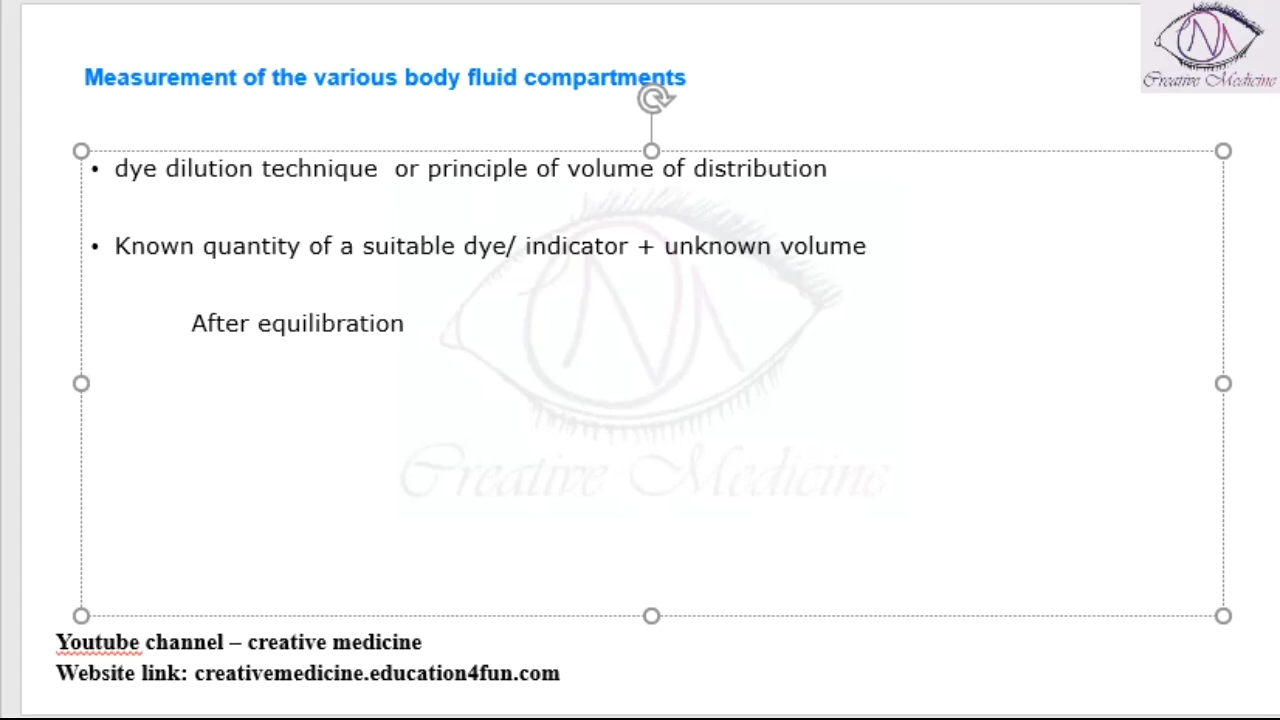 Creative Medicine
Measurement of the various body fluid compartments
• dye dilution technique  or principle of volume of distribution
• Known quantity of a suitable dye/ indicator + unknown volume
After equilibration
Creative Medicine
Youtube channel – creative medicine
Website link: creativemedicine.education4fun.com